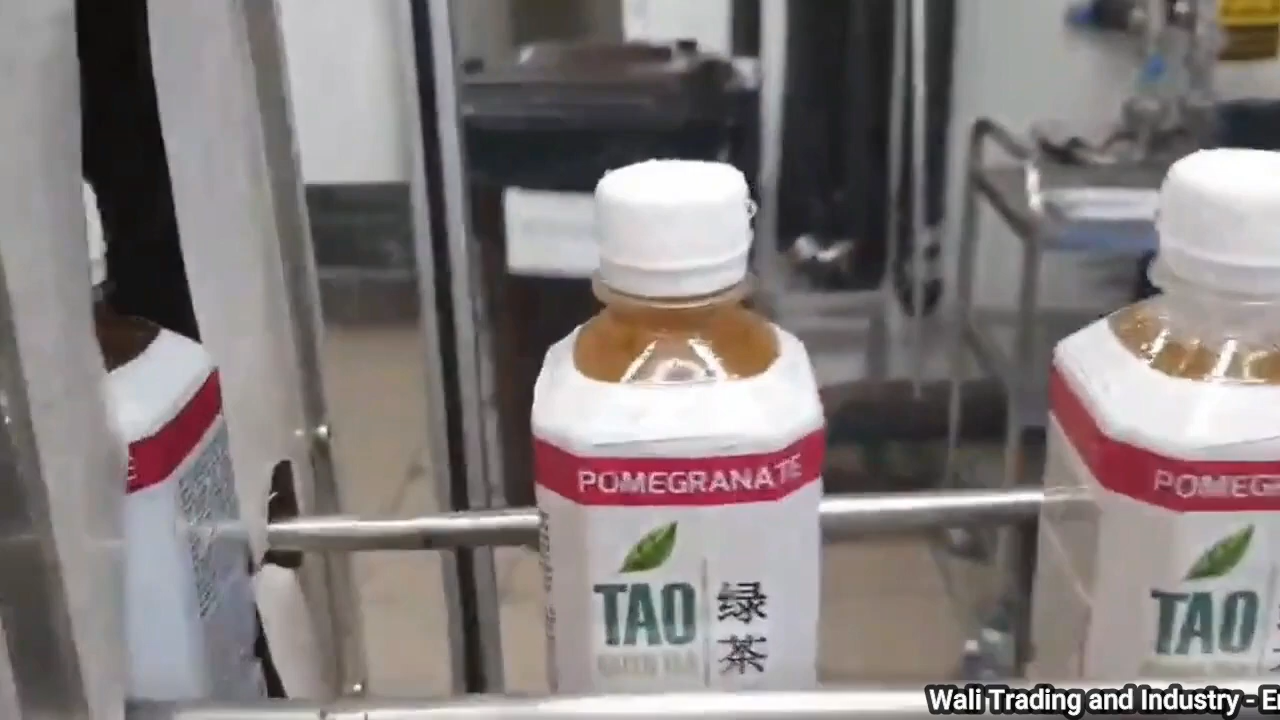 POMEGRANATE
TAO
绿
茶
POMEGR
TAO
E
Wali Trading and Industry - E